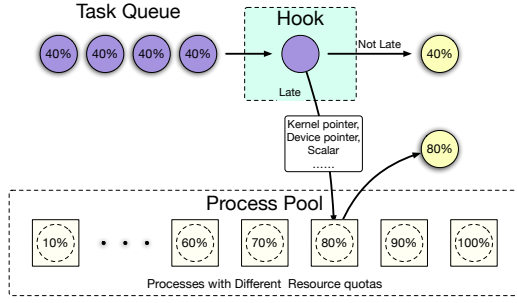 Task Queue
Hook
40% 40% 40% 40%
Not Late
40%
Late
Kernel pointer,
Device pointer,
Scalar
......
80%
Process Pool
10% • • • 60% 70% 80% 90% 100%
Processes with Different Resource quotas